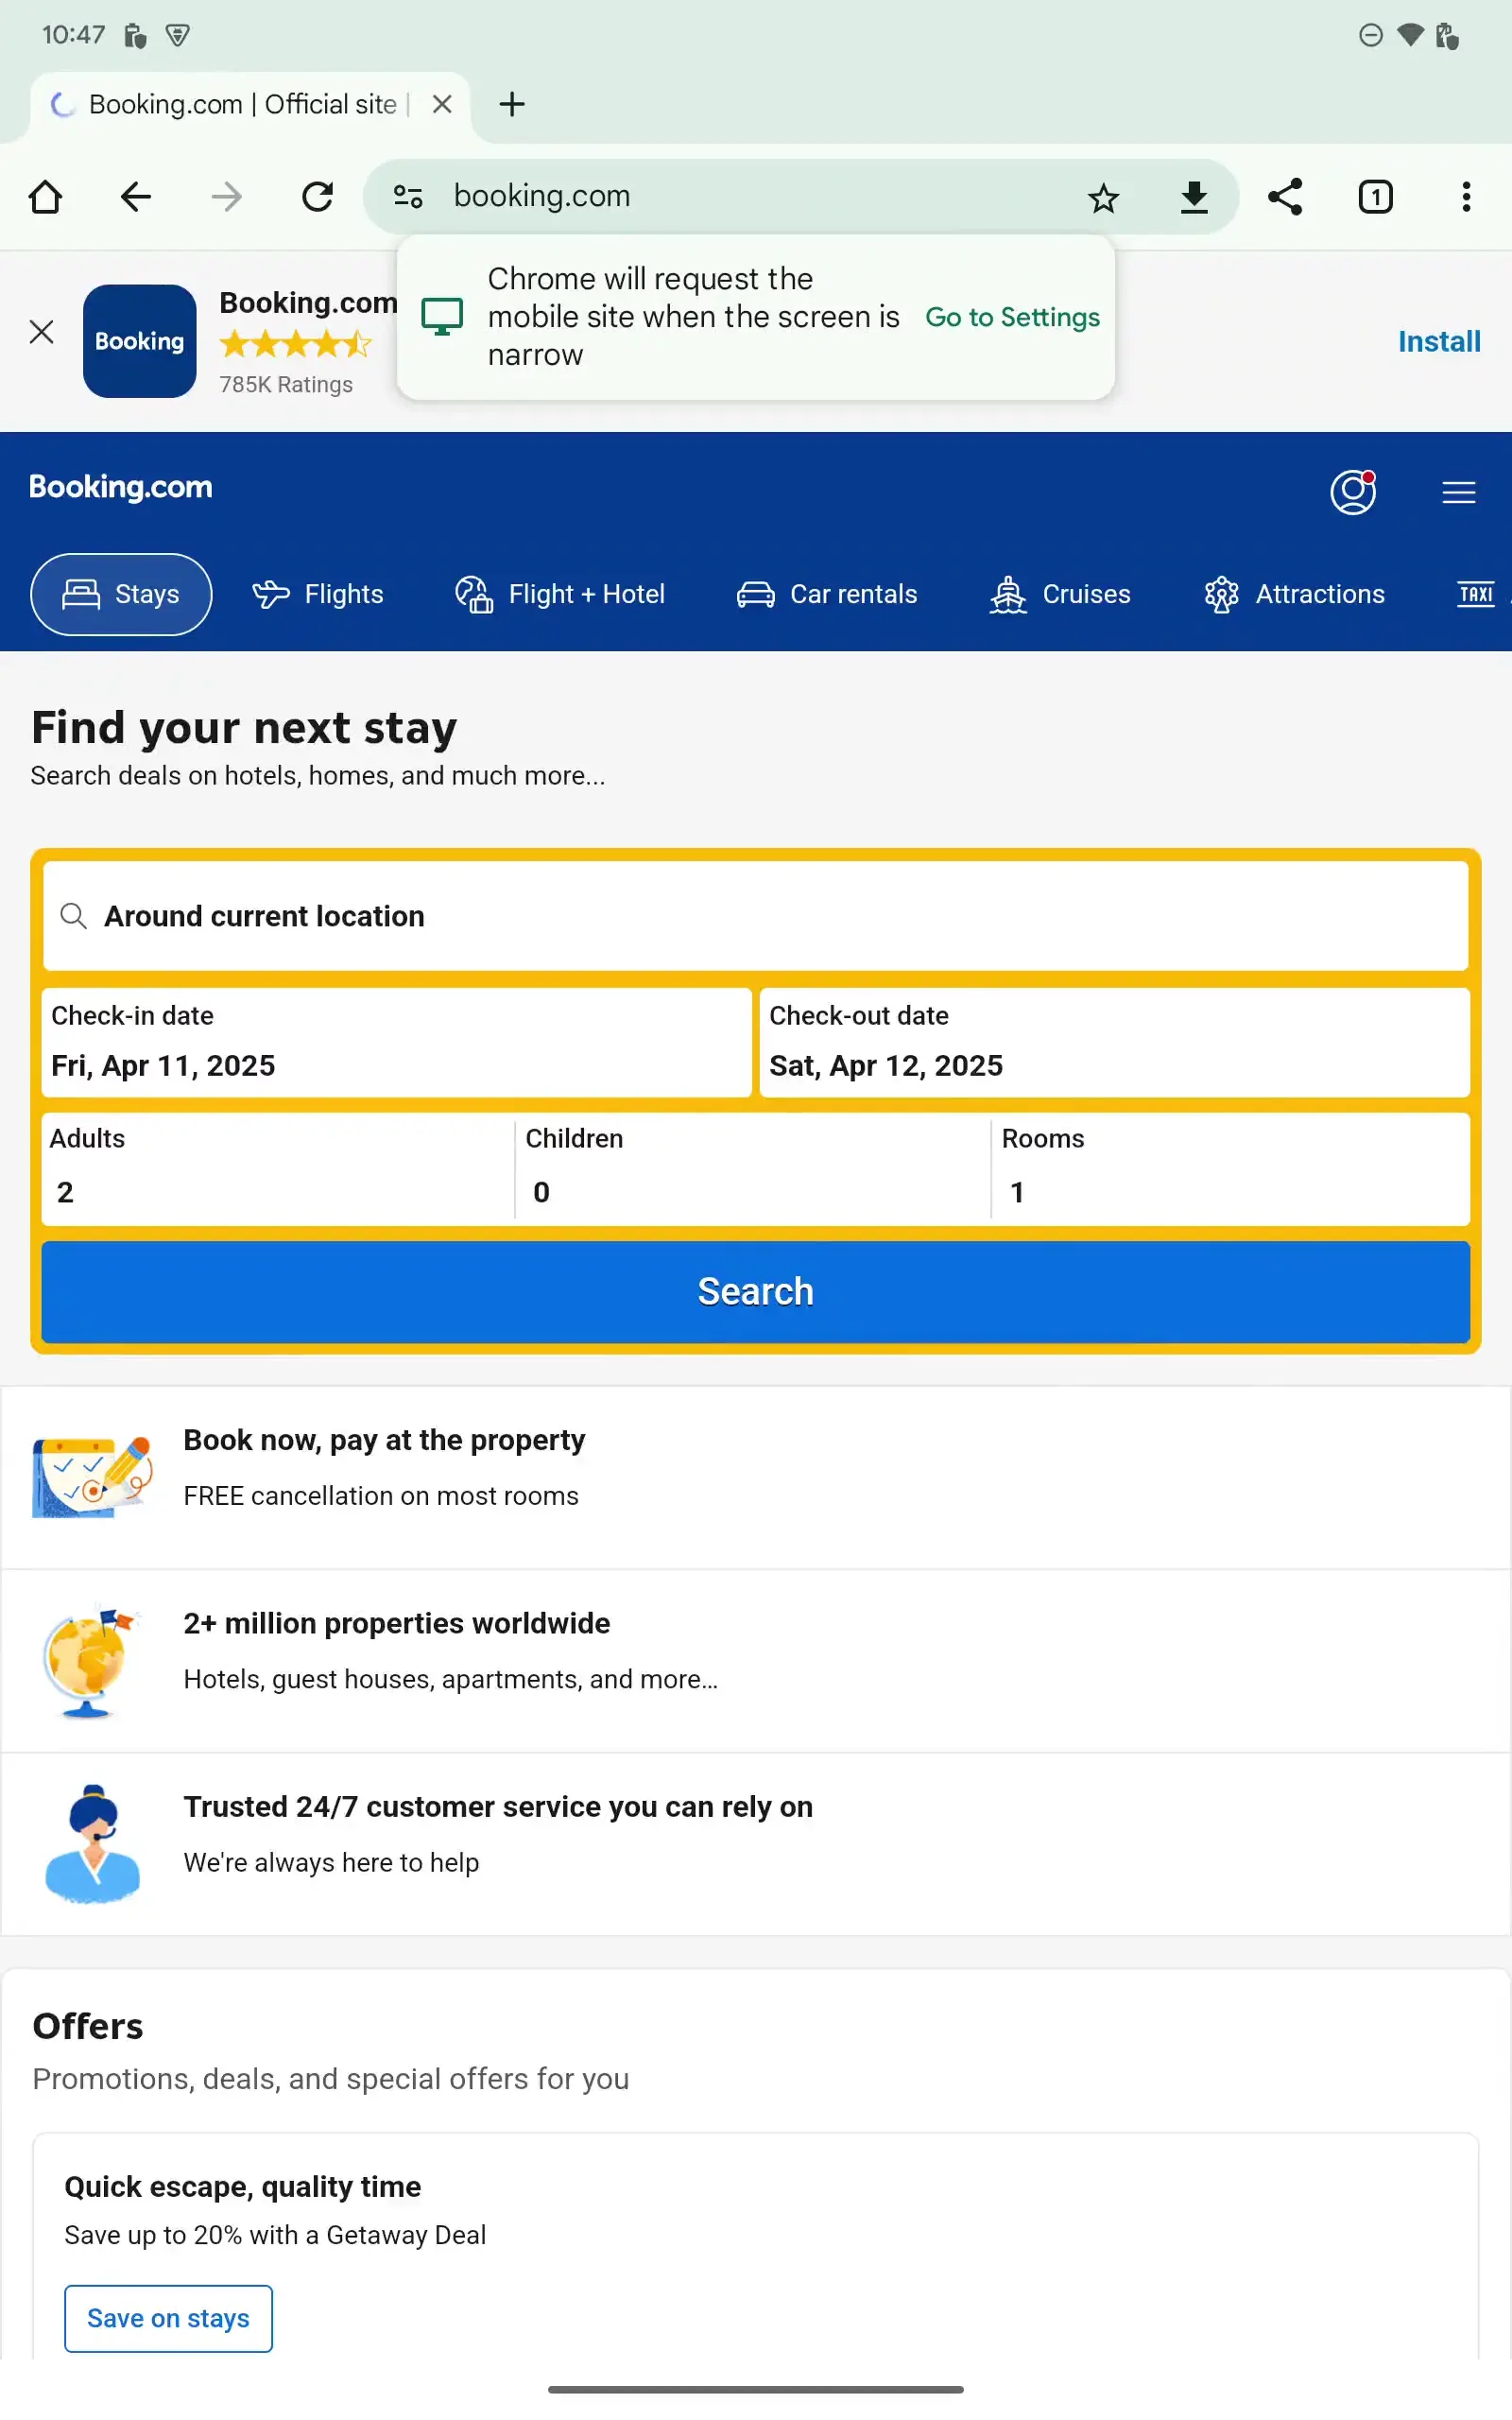 10:47
Booking.com | Official site |
booking.com
1
Chrome will request the
mobile site when the screen is
narrow
Go to Settings
Booking
Booking.com
785K Ratings
Install
Booking.com
Stays
Flights
Flight + Hotel
Car rentals
Cruises
Attractions
TAXI
Find your next stay
Search deals on hotels, homes, and much more...
Around current location
Check-in date
Fri, Apr 11, 2025
Check-out date
Sat, Apr 12, 2025
Adults
2
Children
0
Rooms
1
Search
Book now, pay at the property
FREE cancellation on most rooms
2+ million properties worldwide
Hotels, guest houses, apartments, and more…
Trusted 24/7 customer service you can rely on
We're always here to help
Offers
Promotions, deals, and special offers for you
Quick escape, quality time
Save up to 20% with a Getaway Deal
Save on stays